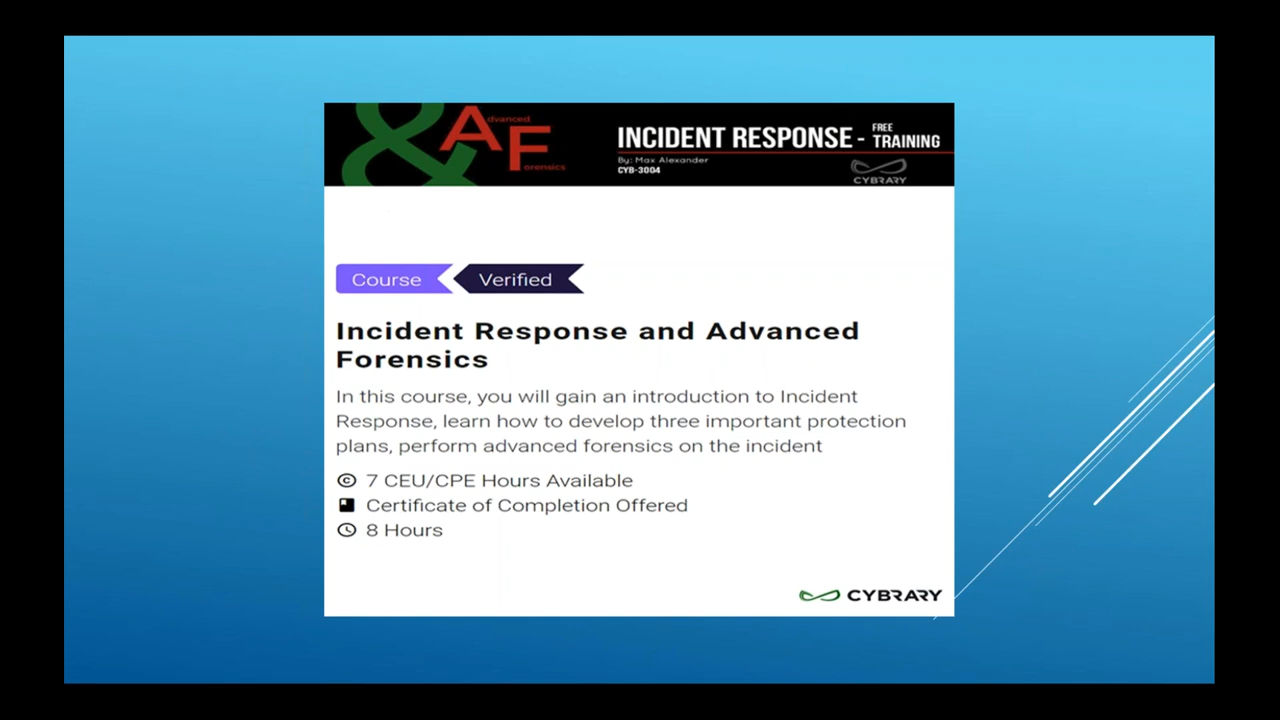 &
Advanced
Forensics
INCIDENT RESPONSE - FREE TRAINING
By: Max Alexander
CYB-3004
CYBRARY
Course
Verified
Incident Response and Advanced
Forensics
In this course, you will gain an introduction to Incident
Response, learn how to develop three important protection
plans, perform advanced forensics on the incident
7 CEU/CPE Hours Available
Certificate of Completion Offered
8 Hours
CYBRARY